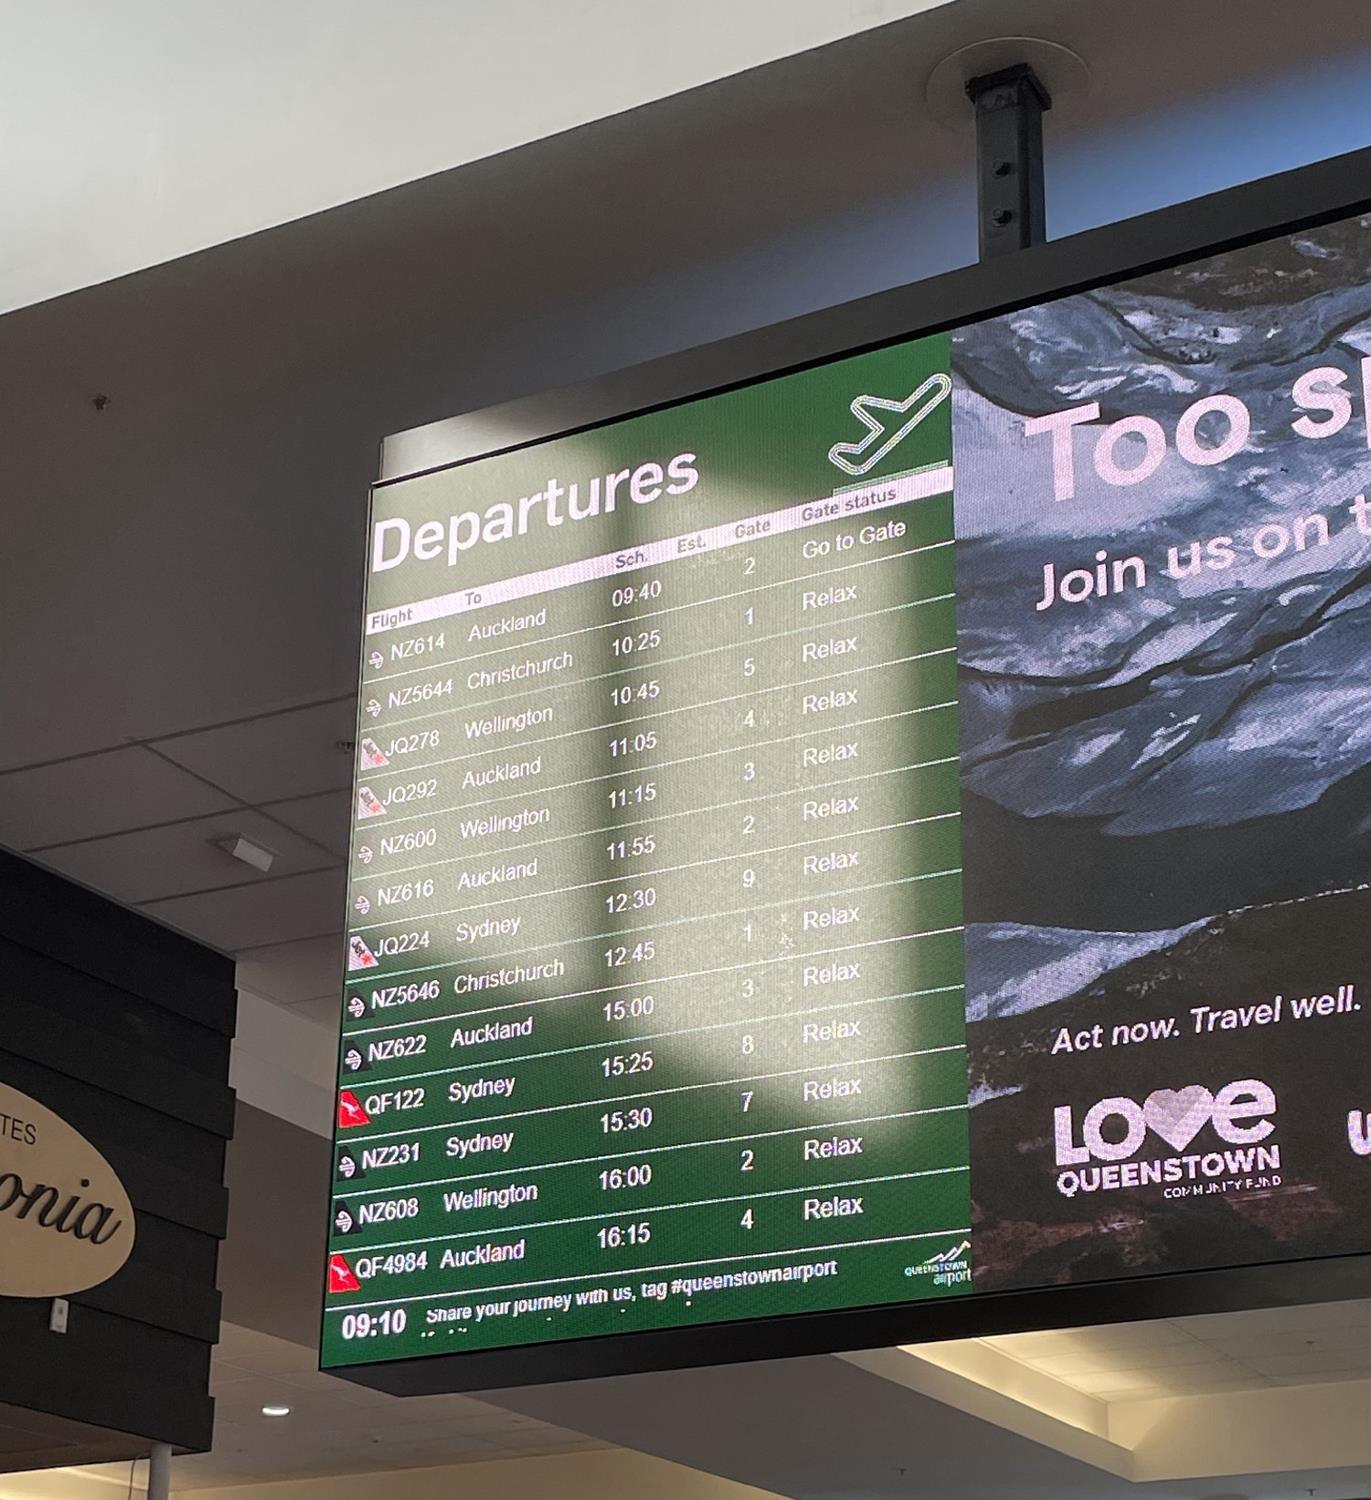 Departures
Flight To Sch. Est. Gate Gate status
NZ614 Auckland 09:40 2 Go to Gate
NZ5644 Christchurch 10:25 1 Relax
JQ278 Wellington 10:45 5 Relax
JQ292 Auckland 11:05 4 Relax
NZ600 Wellington 11:15 3 Relax
NZ616 Auckland 11:55 2 Relax
JQ224 Sydney 12:30 9 Relax
NZ5646 Christchurch 12:45 1 Relax
NZ622 Auckland 15:00 3 Relax
QF122 Sydney 15:25 8 Relax
NZ231 Sydney 15:30 7 Relax
NZ608 Wellington 16:00 2 Relax
QF4984 Auckland 16:15 4 Relax
09:10 Share your journey with us, tag #queenstownairport
QUEENSTOWN
airport
Too
Join us on
Act now. Travel well.
LOVE
QUEENSTOWN
COMMUNITY FUND
TES
onia